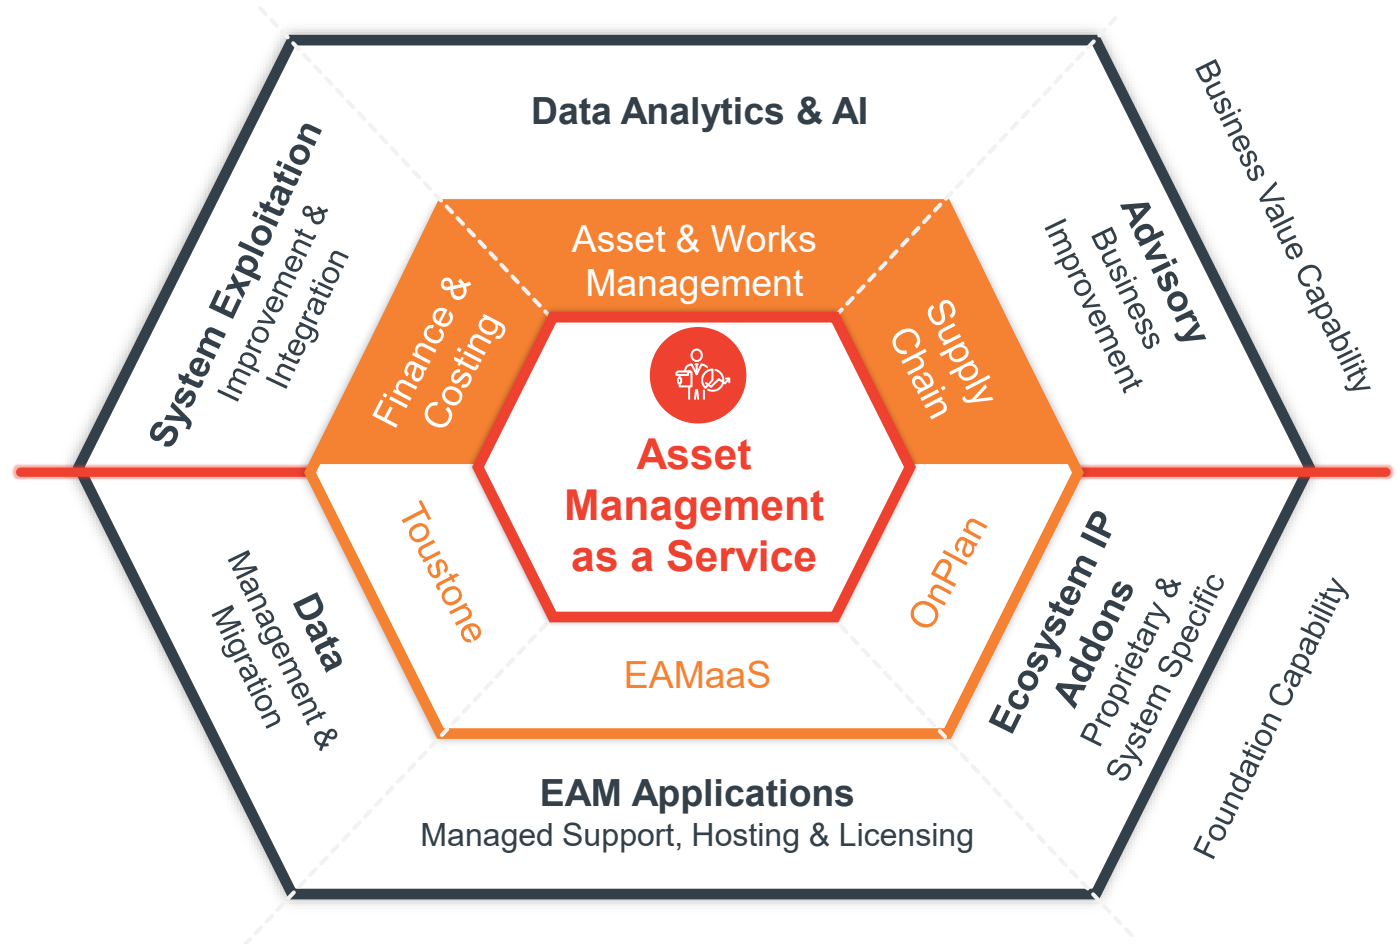 Data Analytics & AI
System Exploitation
Improvement &
Integration
Asset & Works
Management
Finance &
Costing
Supply
Chain
Advisory
Business
Improvement
Business Value Capability
Asset
Management
as a Service
Toustone
EAMaaS
OnPlan
Data
Management &
Migration
EAM Applications
Managed Support, Hosting & Licensing
Ecosystem IP
Addons
Proprietary &
System Specific
Foundation Capability